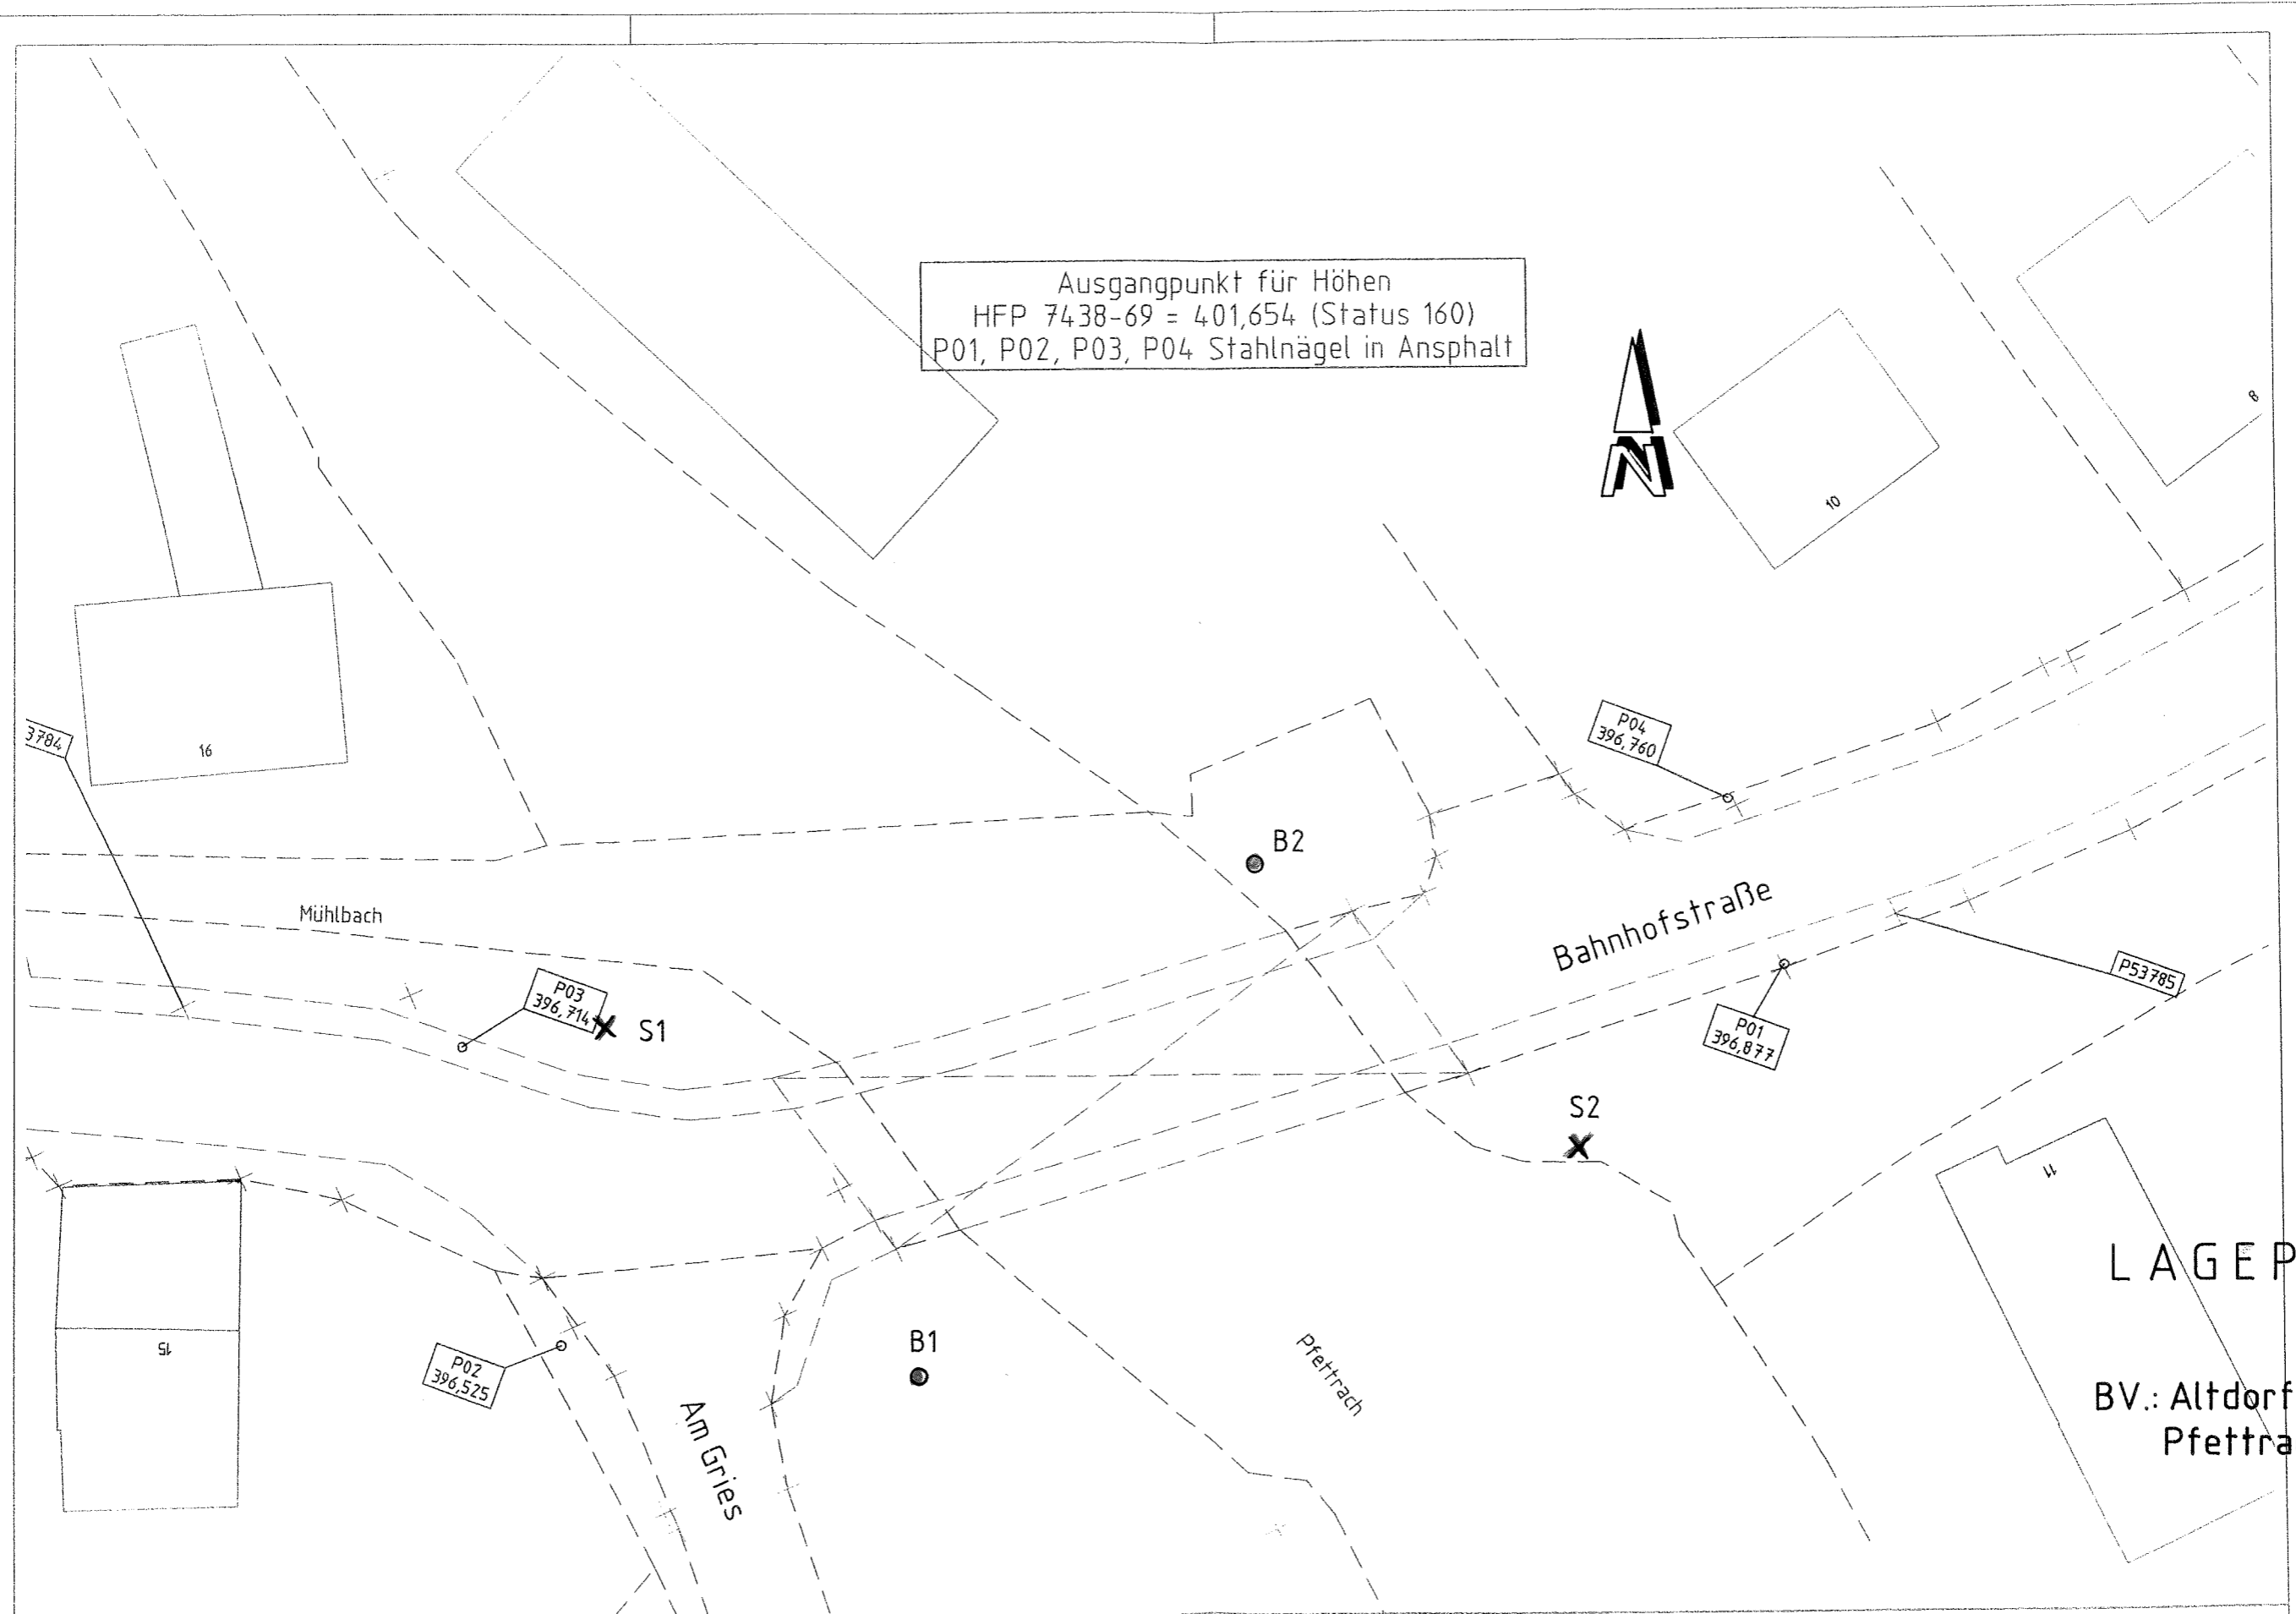 Ausgangpunkt für Höhen
HFP 7438-69 = 401,654 (Status 160)
P01, P02, P03, P04 Stahlnägel in Ansphalt
N
8
10
16
3784
P04
396,760
B2
Mühlbach
Bahnhofstraße
P53785
P03
396,714
S1
P01
396,877
S2
11
LAGEP
15
P02
396,525
B1
Pfettrach
Am Gries
BV.: Altdorf
Pfettra